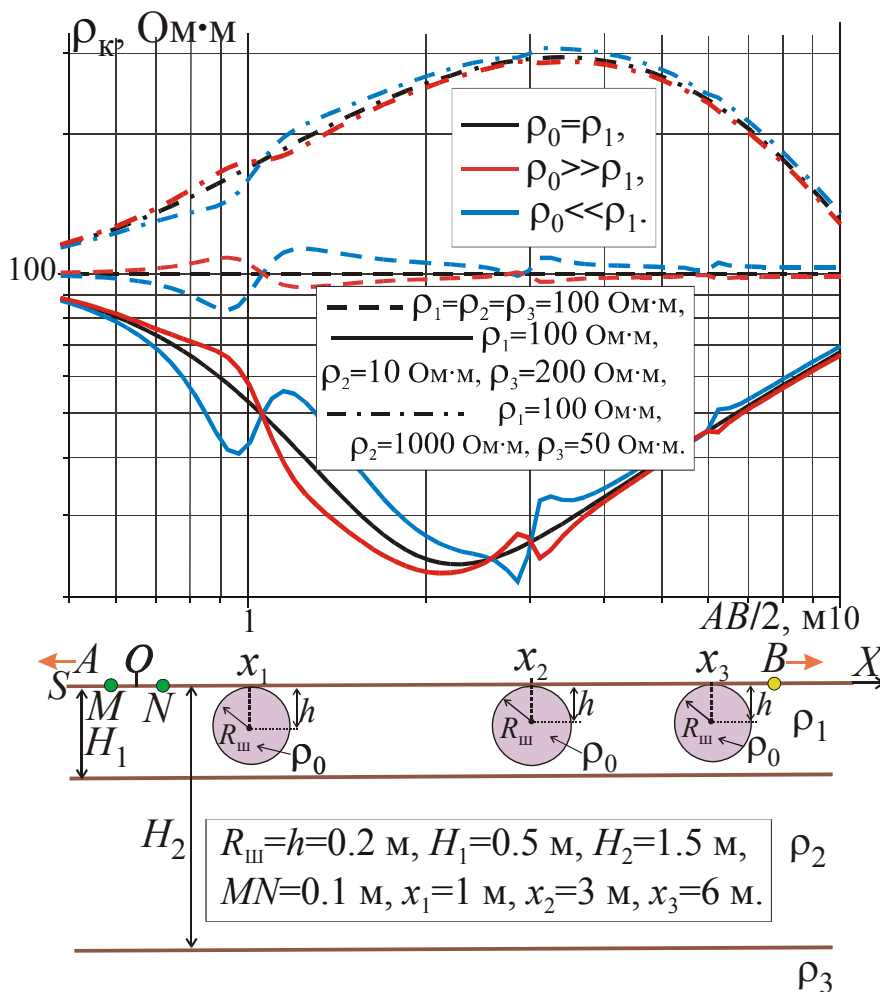 ρк, Ом·м
ρ0=ρ1,
ρ0>>ρ1,
ρ0<<ρ1.
100
ρ1=ρ2=ρ3=100 Ом·м,
ρ1=100 Ом·м,
ρ2=10 Ом·м, ρ3=200 Ом·м,
ρ1=100 Ом·м,
ρ2=1000 Ом·м, ρ3=50 Ом·м.
1
AB/2, м10
A O x1 x2 x3 B X
S
M N h h h ρ1
H1 Rш ρ0 Rш ρ0 Rш ρ0
H2 ρ2
Rш=h=0.2 м, H1=0.5 м, H2=1.5 м,
MN=0.1 м, x1=1 м, x2=3 м, x3=6 м.
ρ3